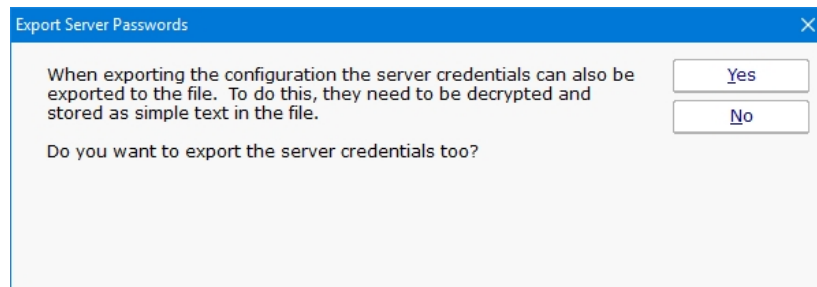 Export Server Passwords
When exporting the configuration the server credentials can also be
exported to the file.  To do this, they need to be decrypted and
stored as simple text in the file.
Do you want to export the server credentials too?
Yes
No